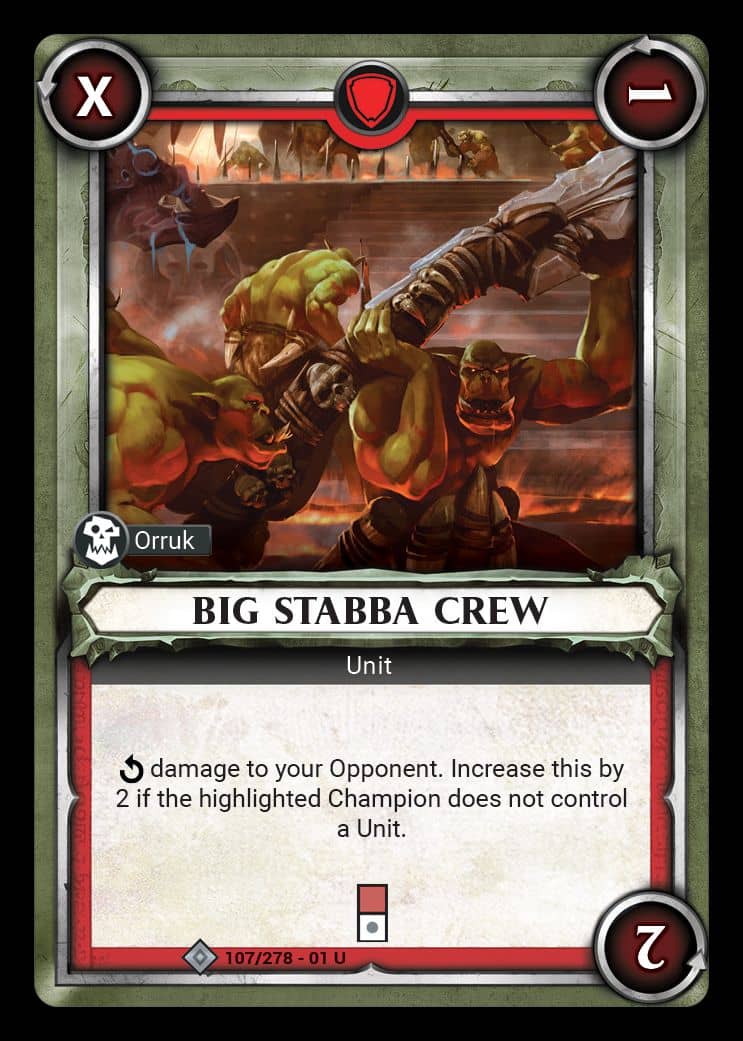 X
1
Orruk
BIG STABBA CREW
Unit
damage to your Opponent. Increase this by
2 if the highlighted Champion does not control
a Unit.
2
107/278 - 01 U